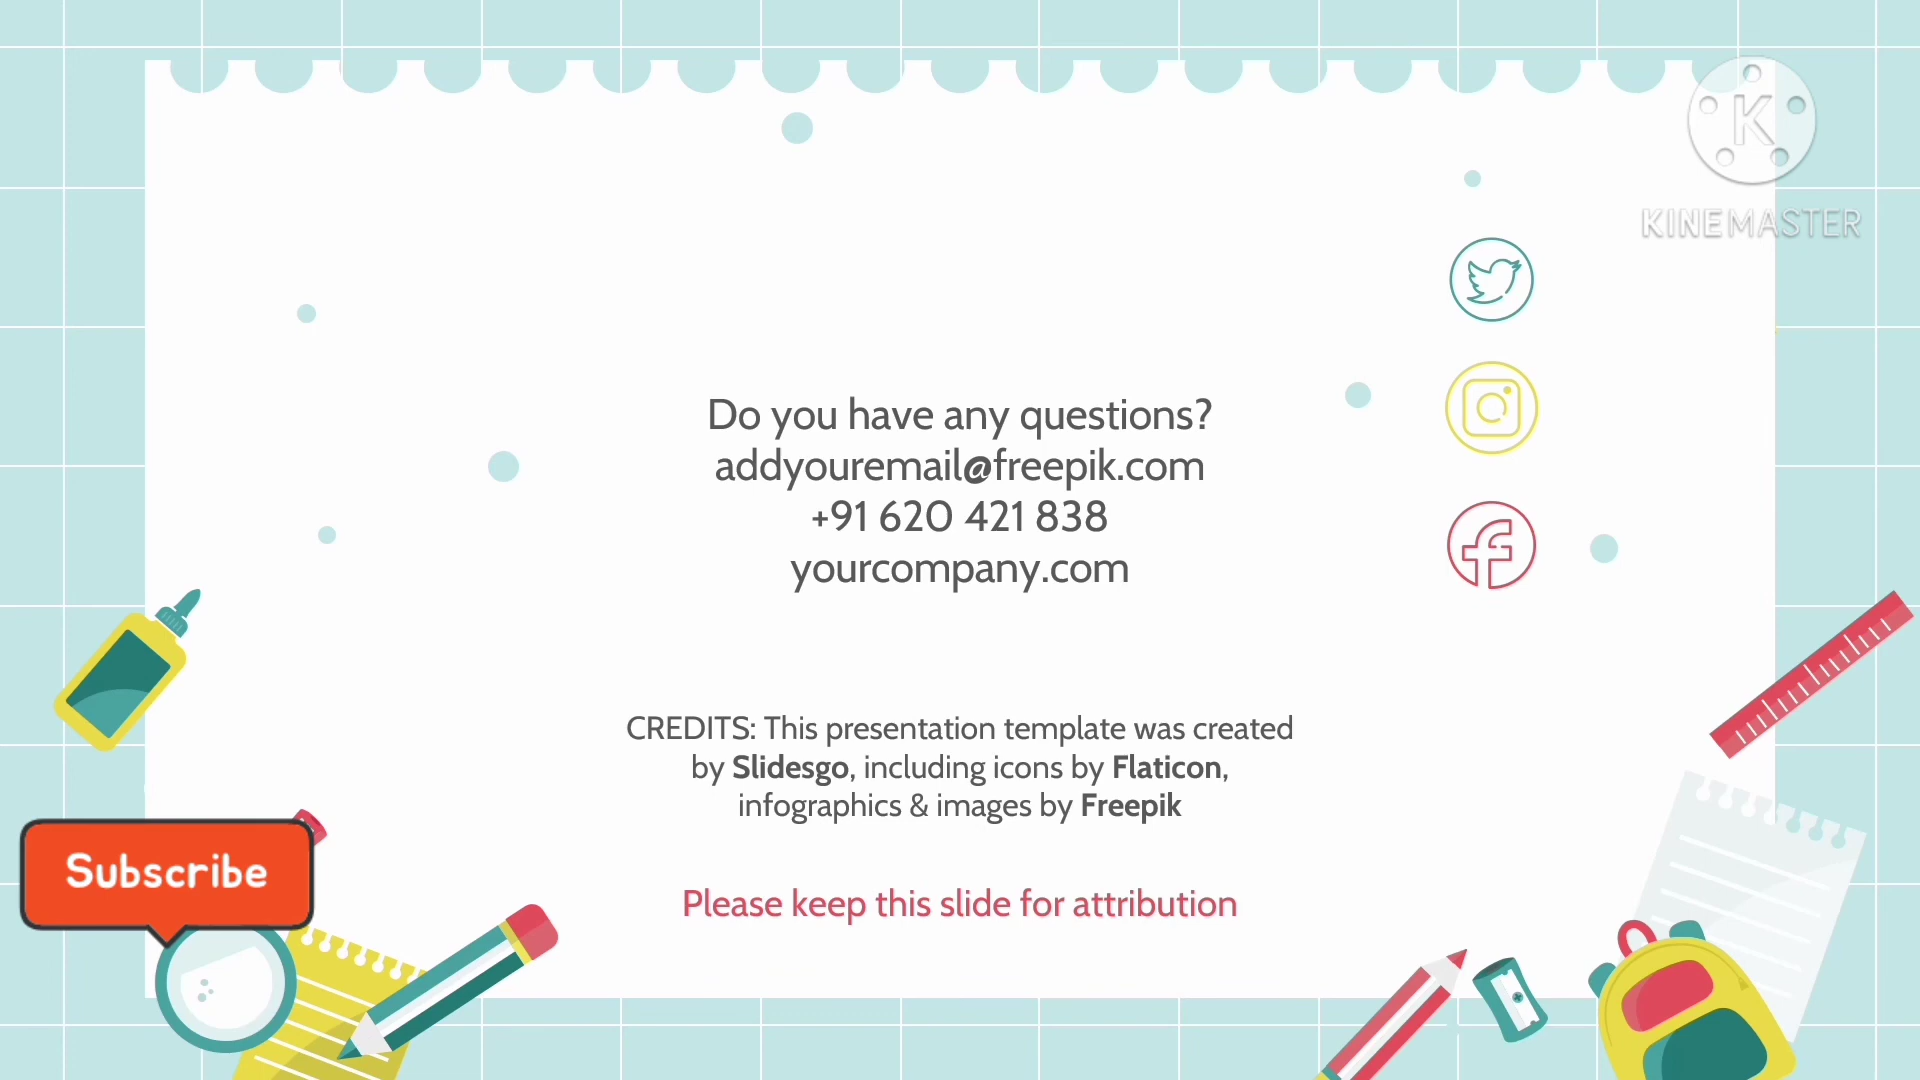 K
KINEMASTER
Do you have any questions?
addyouremail@freepik.com
+91 620 421 838
yourcompany.com
CREDITS: This presentation template was created
by Slidesgo, including icons by Flaticon,
infographics & images by Freepik
Subscribe
Please keep this slide for attribution